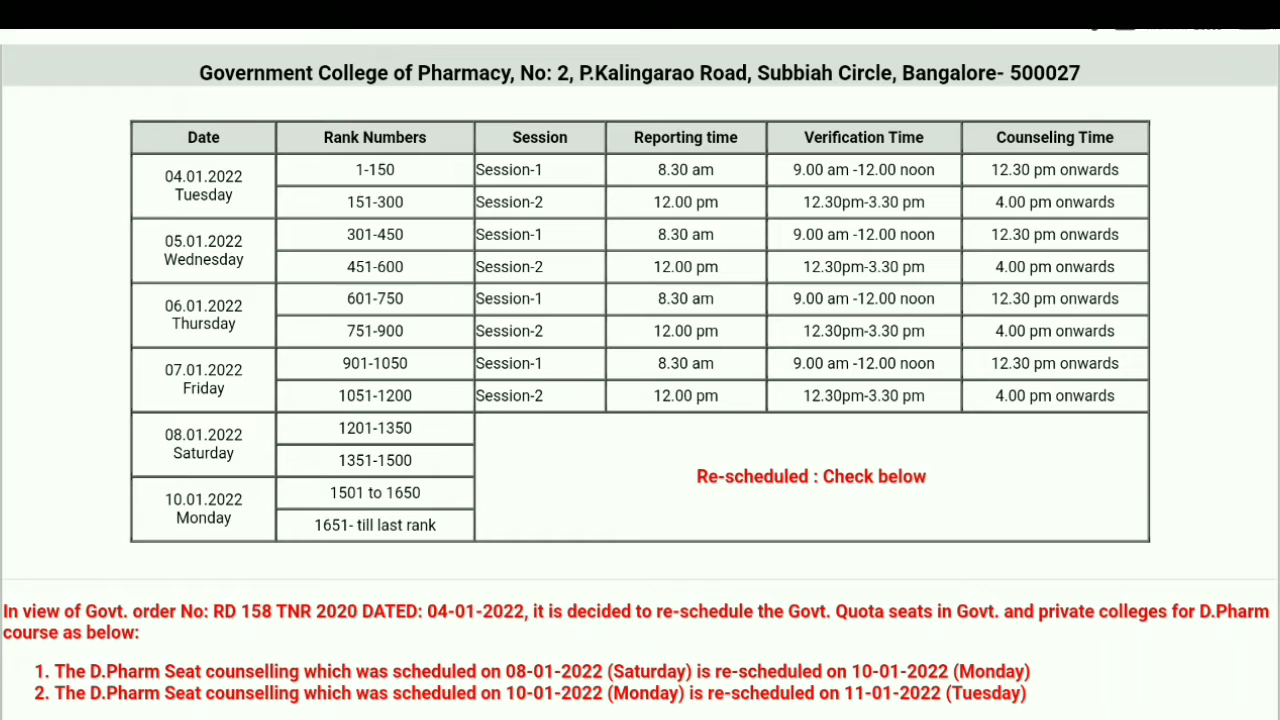 Government College of Pharmacy, No: 2, P.Kalingarao Road, Subbiah Circle, Bangalore- 500027
Date Rank Numbers Session Reporting time Verification Time Counseling Time
04.01.2022 Tuesday 1-150 Session-1 8.30 am 9.00 am -12.00 noon 12.30 pm onwards
151-300 Session-2 12.00 pm 12.30pm-3.30 pm 4.00 pm onwards
05.01.2022 Wednesday 301-450 Session-1 8.30 am 9.00 am -12.00 noon 12.30 pm onwards
451-600 Session-2 12.00 pm 12.30pm-3.30 pm 4.00 pm onwards
06.01.2022 Thursday 601-750 Session-1 8.30 am 9.00 am -12.00 noon 12.30 pm onwards
751-900 Session-2 12.00 pm 12.30pm-3.30 pm 4.00 pm onwards
07.01.2022 Friday 901-1050 Session-1 8.30 am 9.00 am -12.00 noon 12.30 pm onwards
1051-1200 Session-2 12.00 pm 12.30pm-3.30 pm 4.00 pm onwards
08.01.2022 Saturday 1201-1350
1351-1500
Re-scheduled : Check below
10.01.2022 Monday 1501 to 1650
1651- till last rank
In view of Govt. order No: RD 158 TNR 2020 DATED: 04-01-2022, it is decided to re-schedule the Govt. Quota seats in Govt. and private colleges for D.Pharm
course as below:
1. The D.Pharm Seat counselling which was scheduled on 08-01-2022 (Saturday) is re-scheduled on 10-01-2022 (Monday)
2. The D.Pharm Seat counselling which was scheduled on 10-01-2022 (Monday) is re-scheduled on 11-01-2022 (Tuesday)